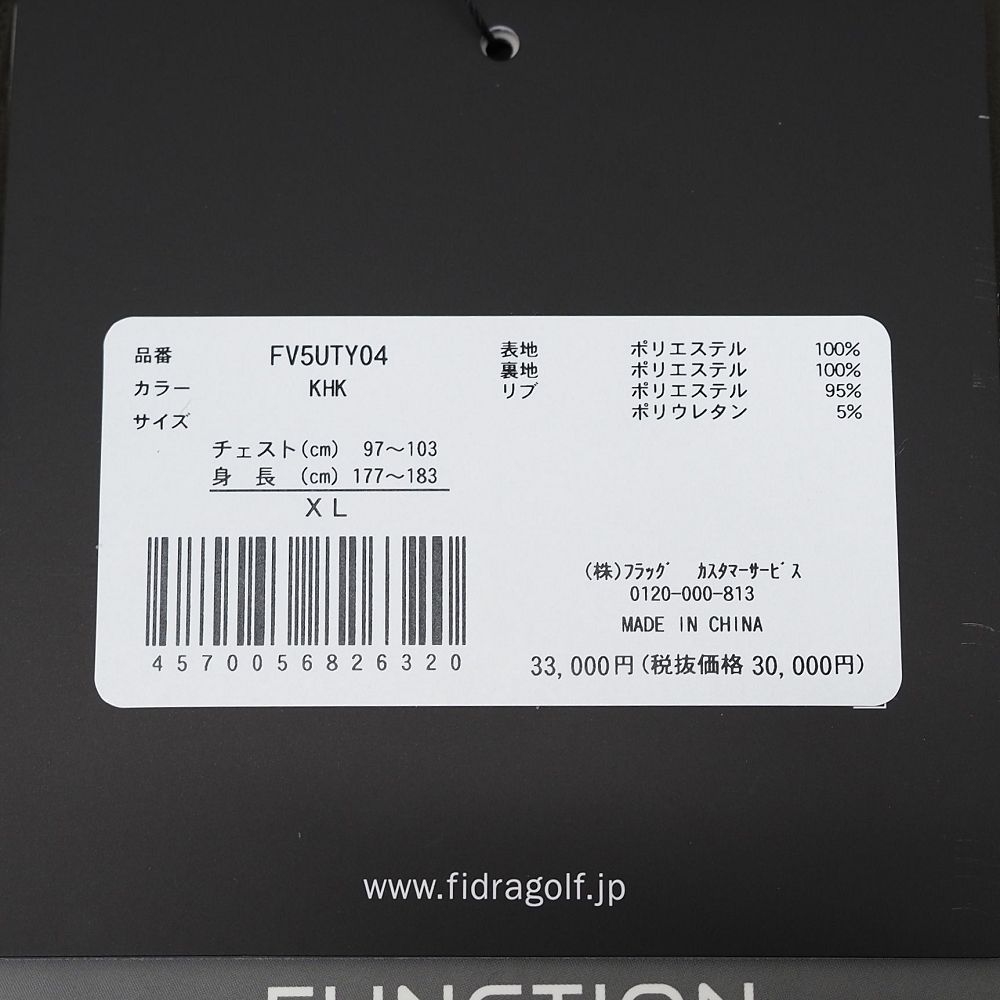 品番 FV5UTY04
カラー KHK
サイズ
チェスト(cm) 97～103
身 長 (cm) 177～183
XL
4570056826320
表地 ポリエステル 100%
裏地 ポリエステル 100%
リブ ポリエステル 95%
ポリウレタン 5%
(株)ﾌﾗｯｸﾞ ｶｽﾀﾏｰｻｰﾋﾞｽ
0120-000-813
MADE IN CHINA
33,000円(税抜価格 30,000円)
www.fidragolf.jp
FUNCTION